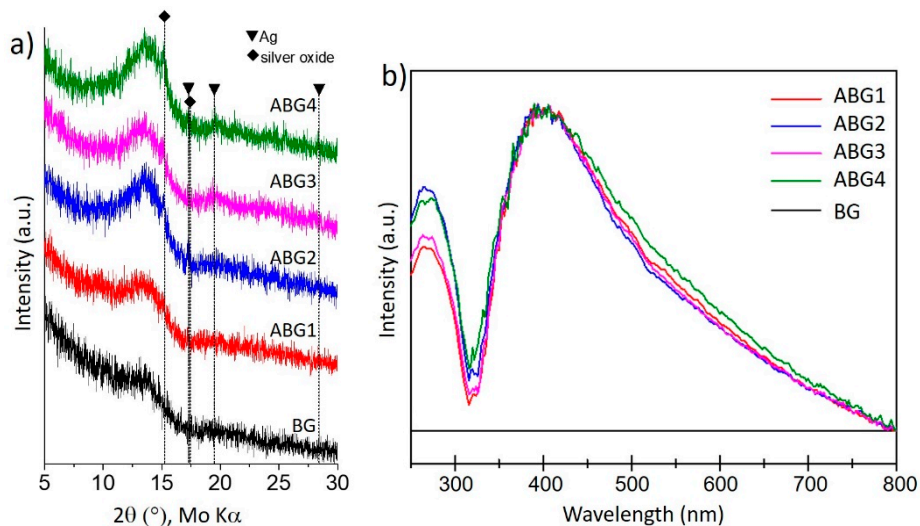 a)
▼Ag
◆silver oxide
ABG4
ABG3
ABG2
ABG1
BG
Intensity (a.u.)
5 10 15 20 25 30
2θ (°), Mo Kα
b)
ABG1
ABG2
ABG3
ABG4
BG
Intensity (a.u.)
300 400 500 600 700 800
Wavelength (nm)